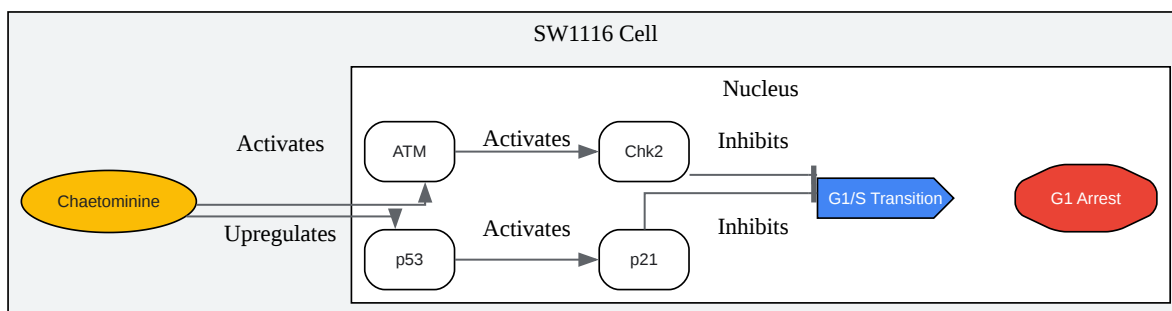 SW1116 Cell
Nucleus
Activates
ATM
Activates
Chk2
Inhibits
Chaetominine
G1/S Transition
G1 Arrest
Upregulates
p53
Activates
p21
Inhibits